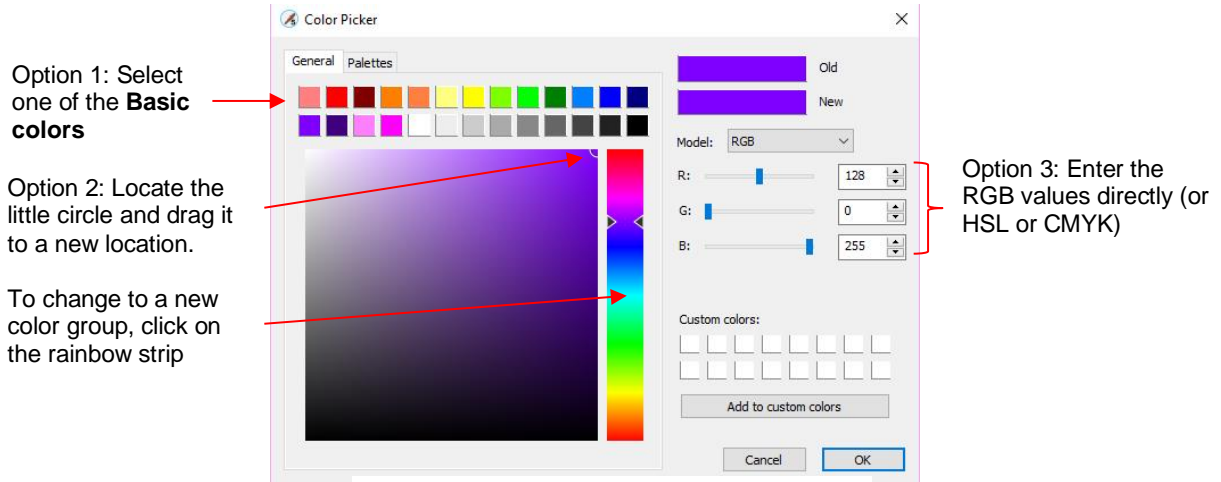 Color Picker
Option 1: Select
one of the Basic
colors
Option 2: Locate the
little circle and drag it
to a new location.
To change to a new
color group, click on
the rainbow strip
General Palettes
Old
New
Model: RGB
R: 128
G: 0
B: 255
Custom colors:
Add to custom colors
Cancel OK
Option 3: Enter the
RGB values directly (or
HSL or CMYK)